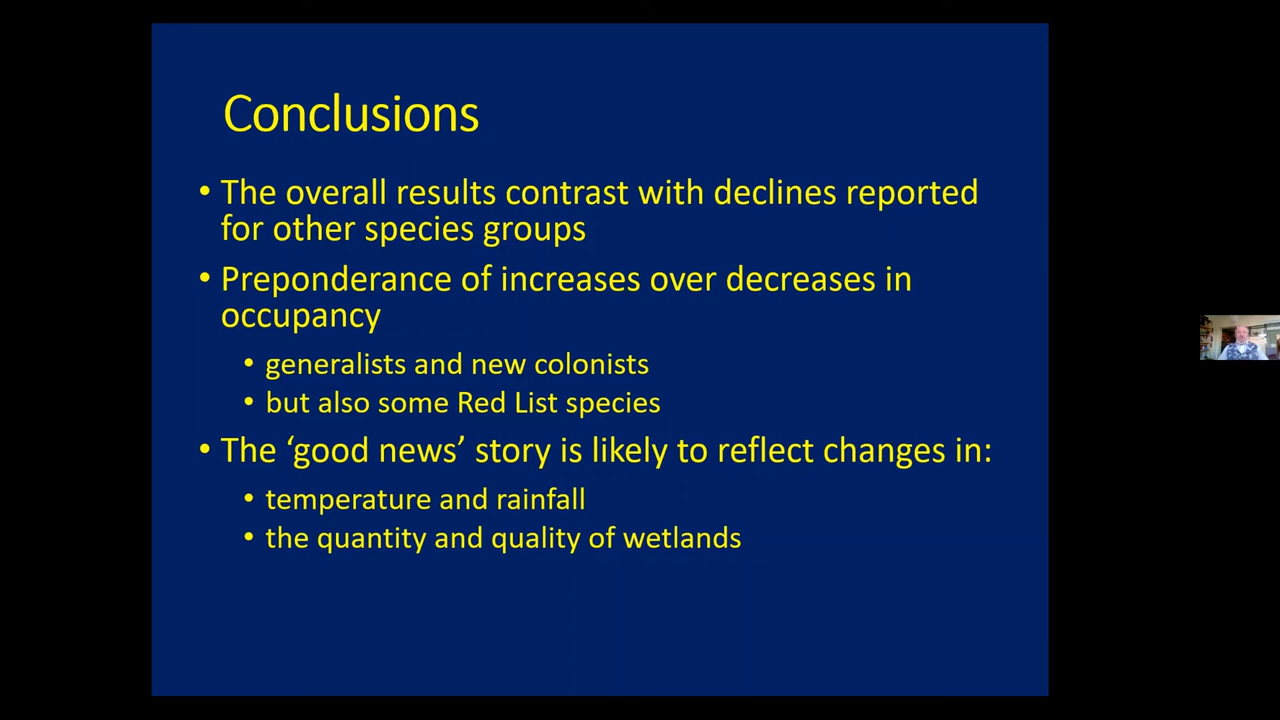 Conclusions
• The overall results contrast with declines reported
for other species groups
• Preponderance of increases over decreases in
occupancy
• generalists and new colonists
• but also some Red List species
• The ‘good news’ story is likely to reflect changes in:
• temperature and rainfall
• the quantity and quality of wetlands